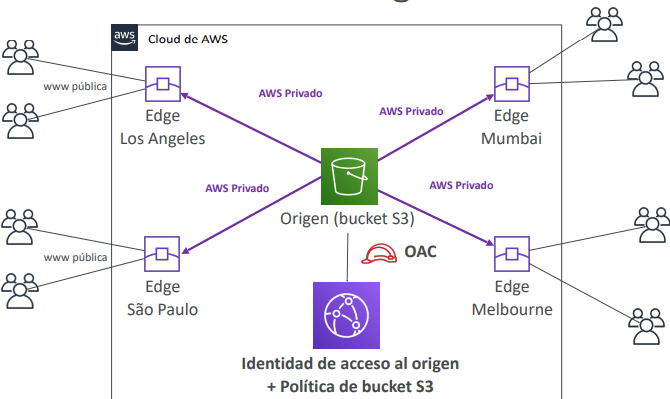 aws
Cloud de AWS
www pública
AWS Privado
AWS Privado
Edge
Los Angeles
Edge
Mumbai
AWS Privado
AWS Privado
Origen (bucket S3)
www pública
OAC
Edge
São Paulo
Edge
Melbourne
Identidad de acceso al origen
+ Política de bucket S3